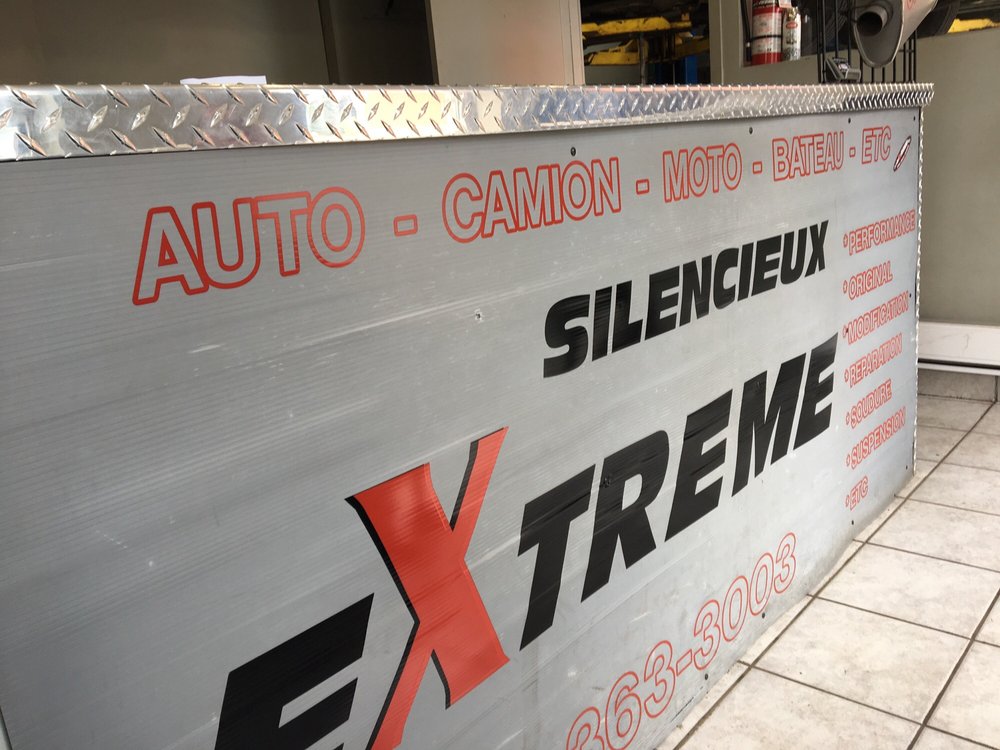 AUTO - CAMION - MOTO - BATEAU - ETC
SILENCIEUX
EXTREME
• PERFORMANCE
• ORIGINAL
• MODIFICATION
• REPARATION
• SOUDURE
• SUSPENSION
• ETC
363-3003